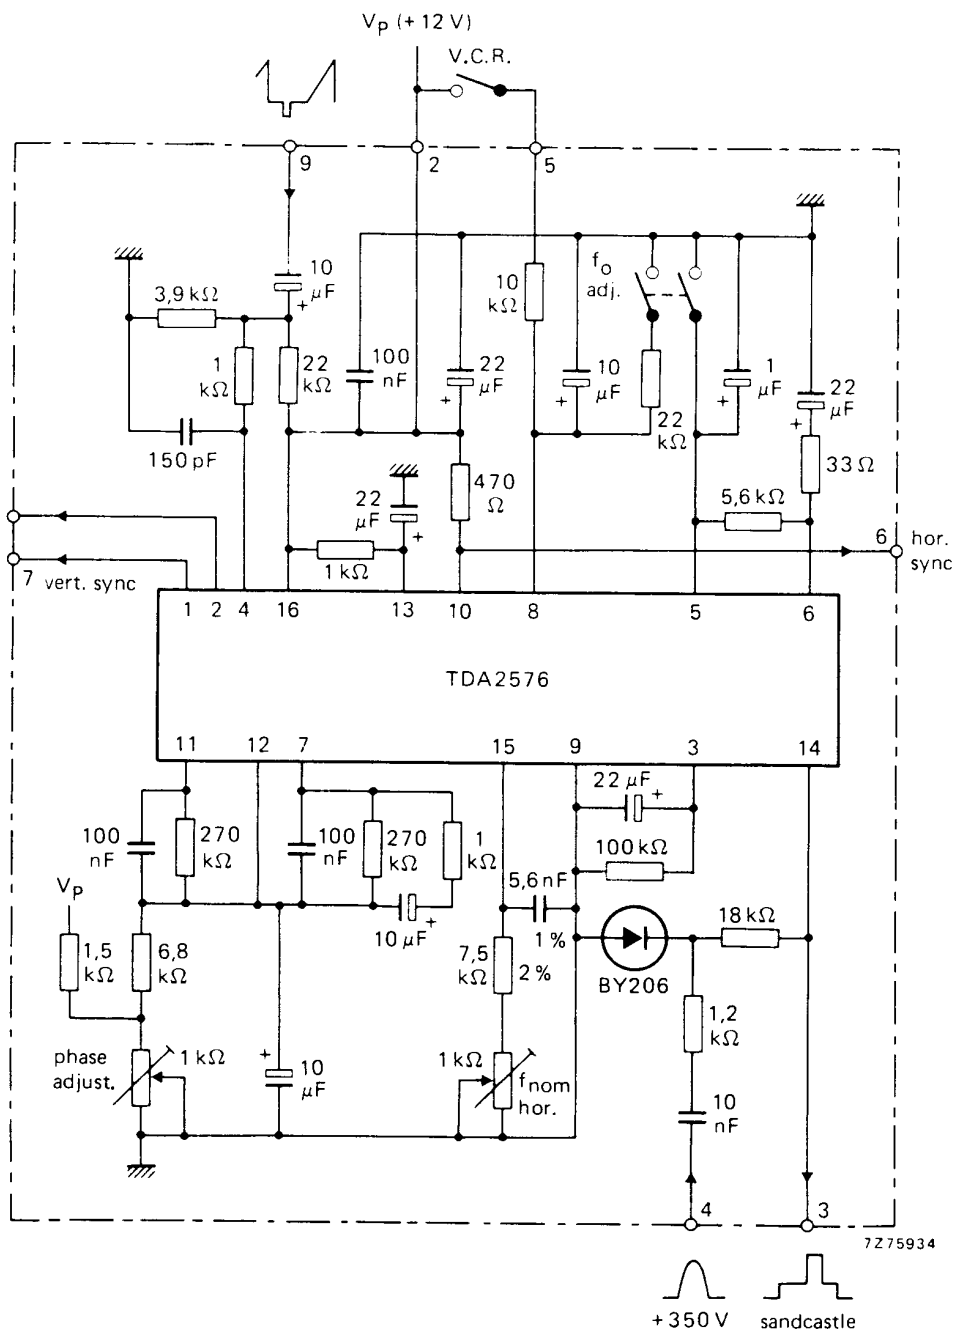 Vp (+ 12 V)
V.C.R.
9
2
5
10
µF
+
3,9 kΩ
1
kΩ
22
kΩ
100
nF
22
µF
+
10
kΩ
fo
adj.
10
µF
+
22
kΩ
1
µF
+
22
µF
+
150 pF
33 Ω
22
µF
+
470
Ω
5,6 kΩ
1 kΩ
6
hor.
sync
7
vert. sync
1
2
4
16
13
10
8
5
6
TDA2576
11
12
7
15
9
3
14
22 µF
+
100
nF
270
kΩ
100
nF
270
kΩ
1
kΩ
100 kΩ
5,6 nF
1 %
Vp
10 µF
+
18 kΩ
1,5
kΩ
6,8
kΩ
7,5
kΩ
2 %
BY206
1,2
kΩ
phase
adjust.
1 kΩ
+
10
µF
1 kΩ
fnom
hor.
10
nF
4
3
7Z75934
+ 350 V
sandcastle